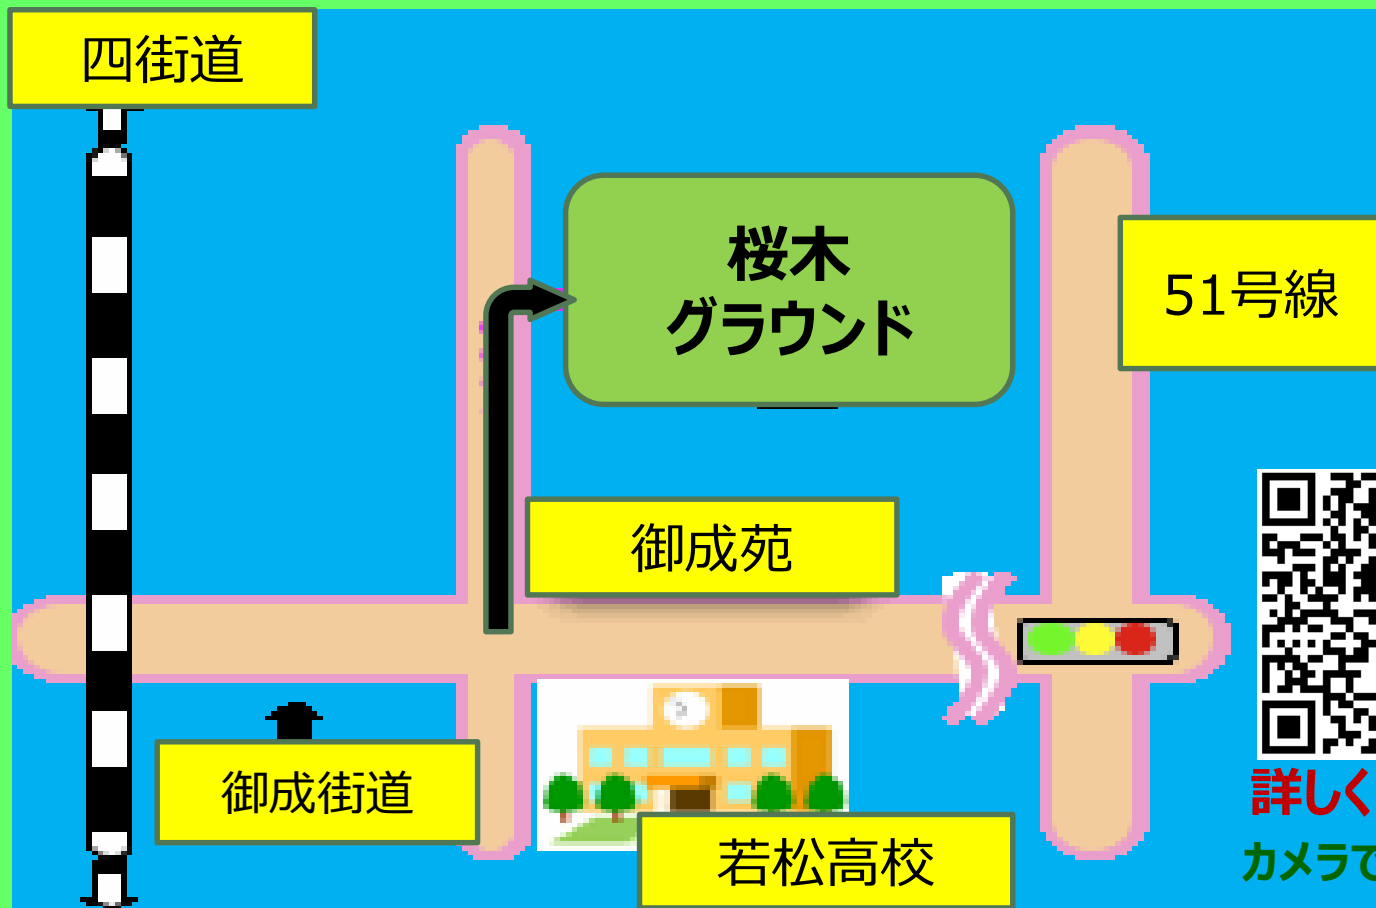 四街道
桜木
グラウンド
51号線
御成苑
御成街道
若松高校
詳しく
カメラで